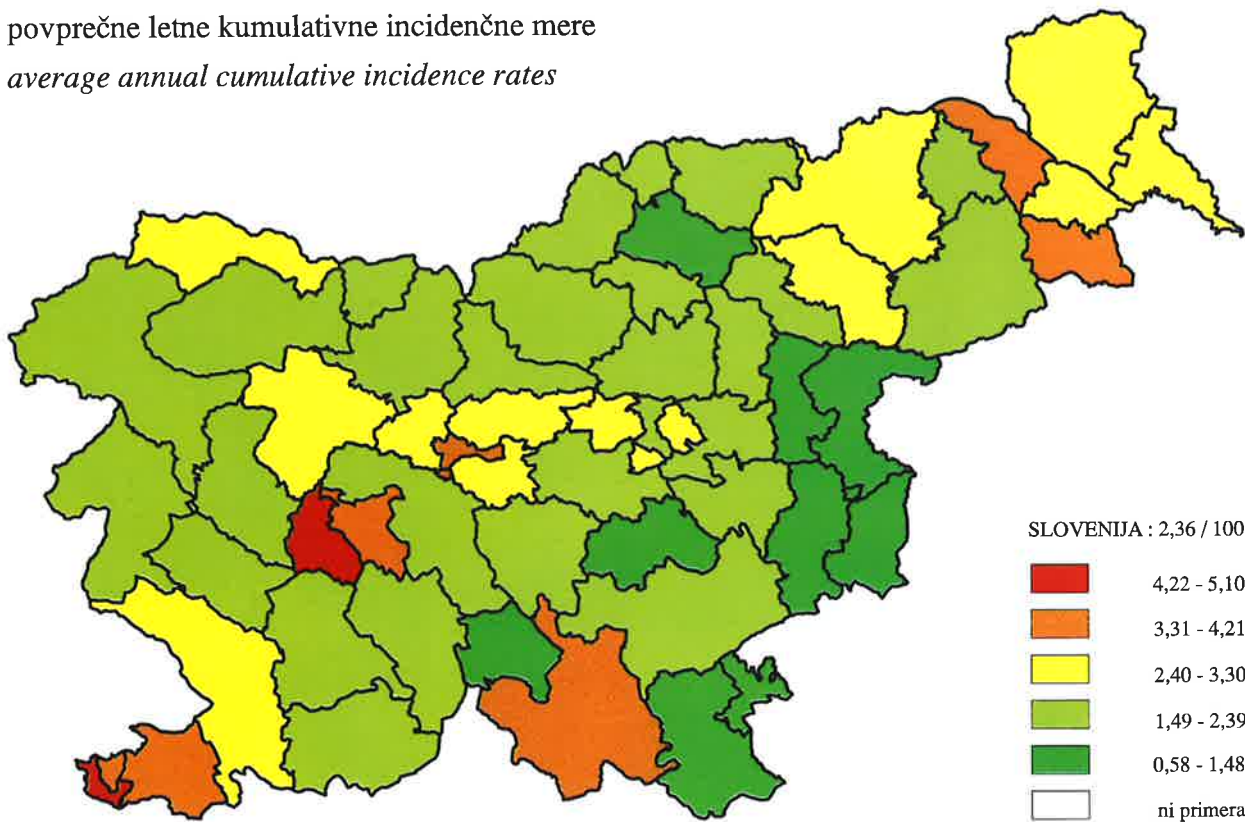 povprečne letne kumulativne incidenčne mere
average annual cumulative incidence rates
SLOVENIJA : 2,36 / 100
4,22 - 5,10
3,31 - 4,21
2,40 - 3,30
1,49 - 2,39
0,58 - 1,48
ni primera